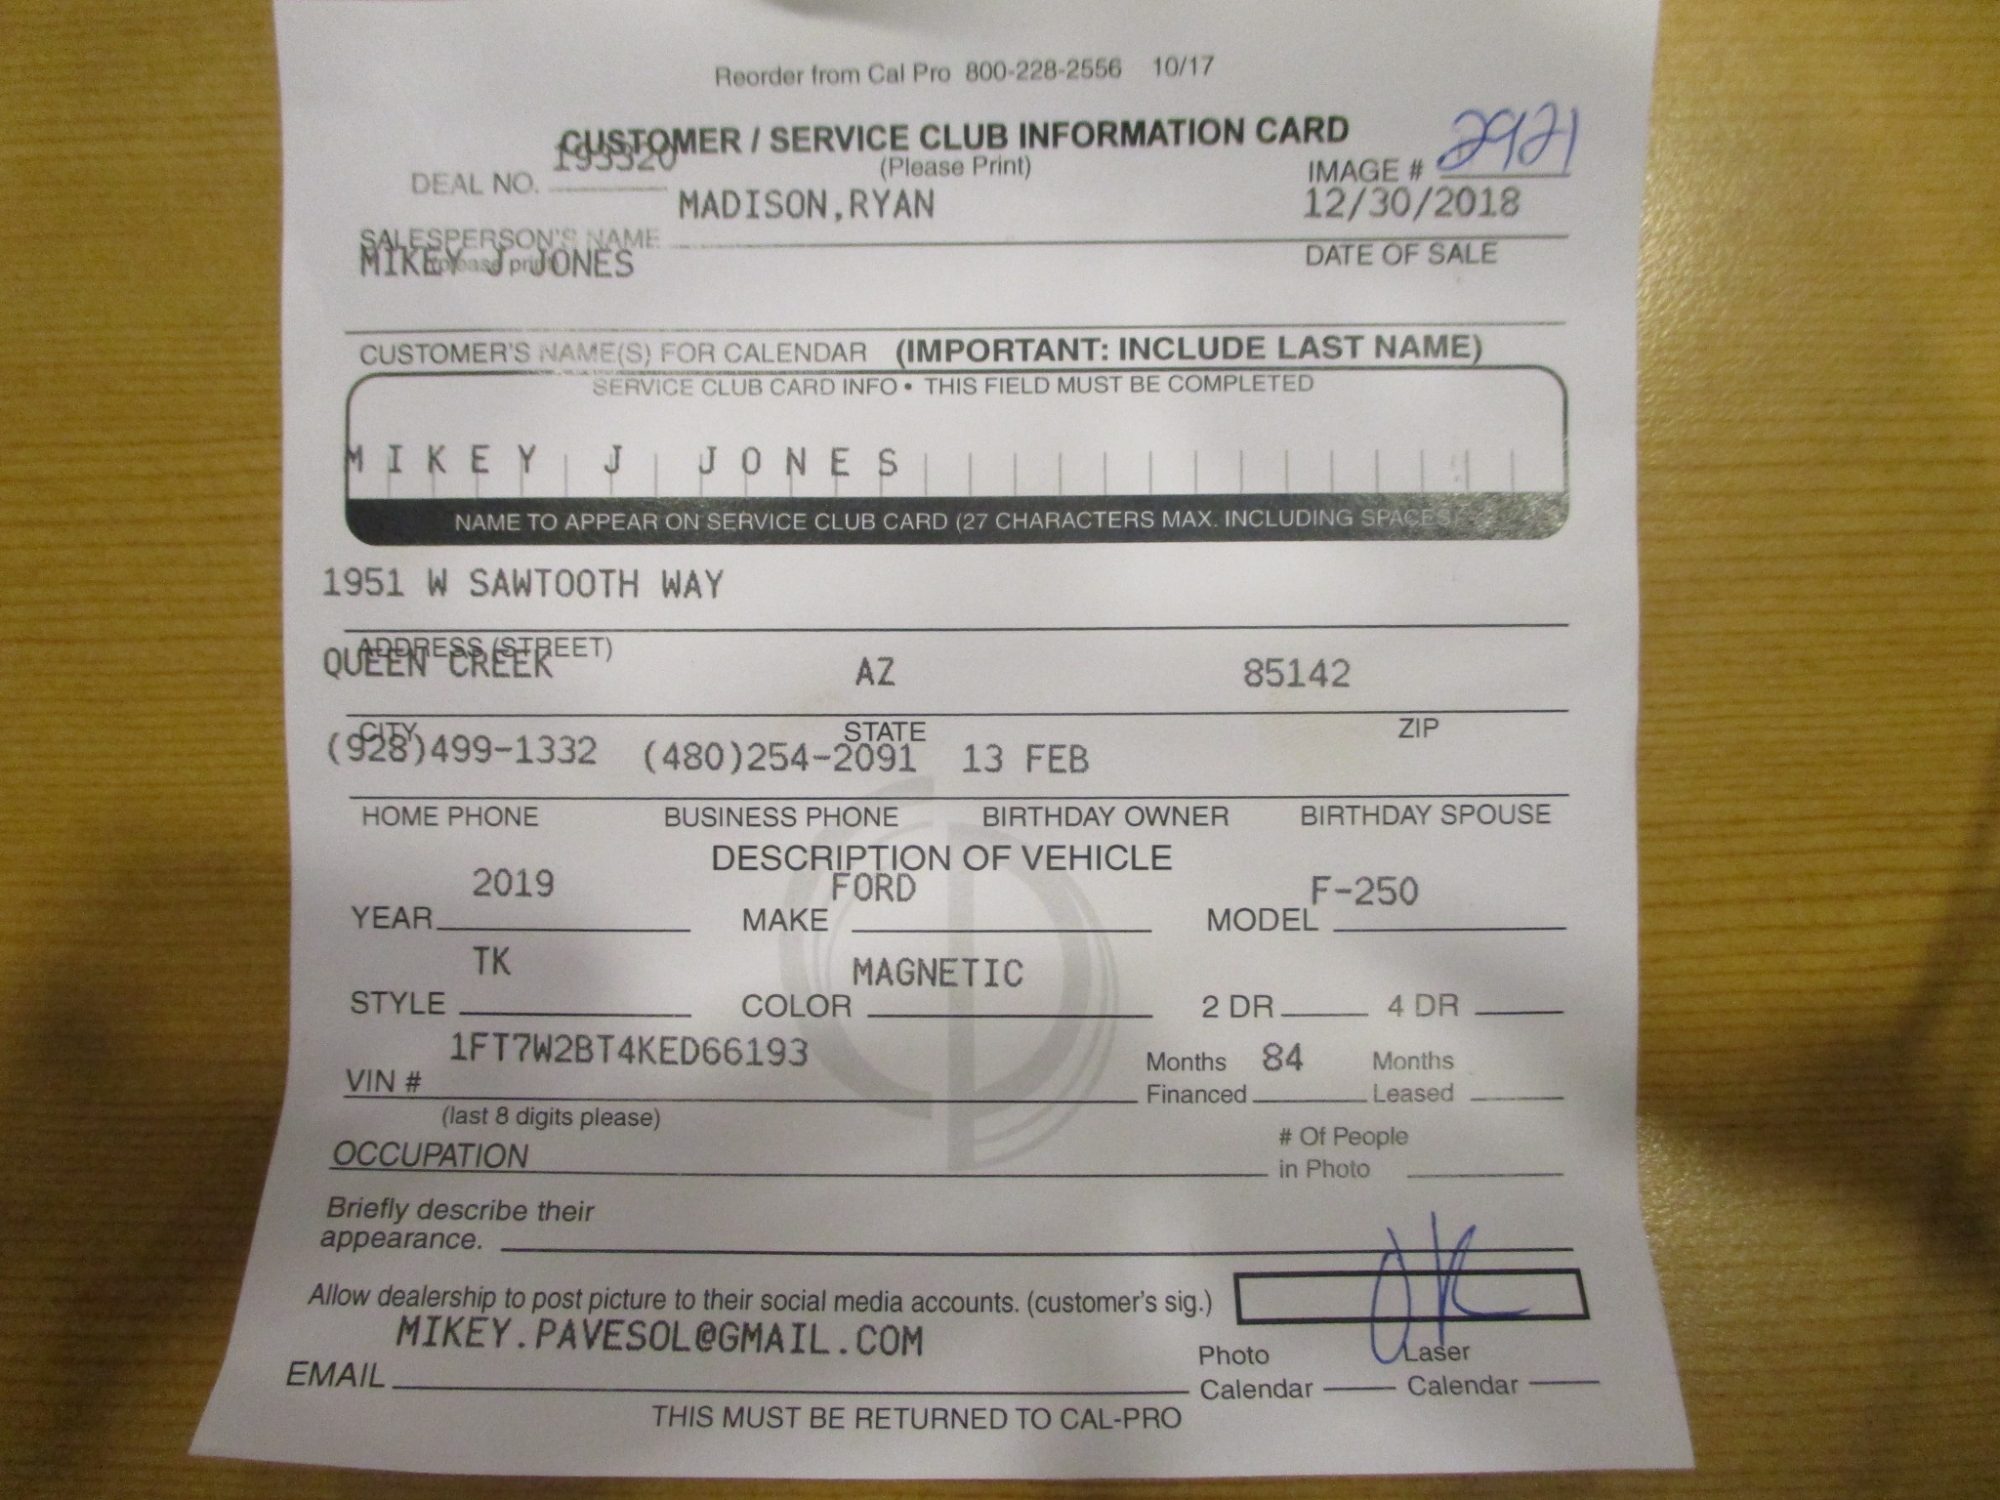 Reorder from Cal Pro 800-228-2556 10/17
CUSTOMER / SERVICE CLUB INFORMATION CARD
(Please Print)
DEAL NO. 193320
IMAGE # 2921
MADISON,RYAN
12/30/2018
SALESPERSON'S NAME
(please print)
DATE OF SALE
MIKEY J JONES
CUSTOMER'S NAME(S) FOR CALENDAR (IMPORTANT: INCLUDE LAST NAME)
SERVICE CLUB CARD INFO • THIS FIELD MUST BE COMPLETED
MIKEY J JONES
NAME TO APPEAR ON SERVICE CLUB CARD (27 CHARACTERS MAX. INCLUDING SPACES)
1951 W SAWTOOTH WAY
ADDRESS (STREET)
QUEEN CREEK AZ 85142
CITY STATE ZIP
(928)499-1332 (480)254-2091 13 FEB
HOME PHONE BUSINESS PHONE BIRTHDAY OWNER BIRTHDAY SPOUSE
DESCRIPTION OF VEHICLE
2019 FORD F-250
YEAR MAKE MODEL
TK MAGNETIC
STYLE COLOR 2 DR 4 DR
1FT7W2BT4KED66193
VIN #
(last 8 digits please)
Months 84 Months
Financed Leased
OCCUPATION
# Of People
in Photo
Briefly describe their
appearance.
Allow dealership to post picture to their social media accounts. (customer's sig.)
MIKEY.PAVESOL@GMAIL.COM
EMAIL
Photo Laser
Calendar Calendar
THIS MUST BE RETURNED TO CAL-PRO